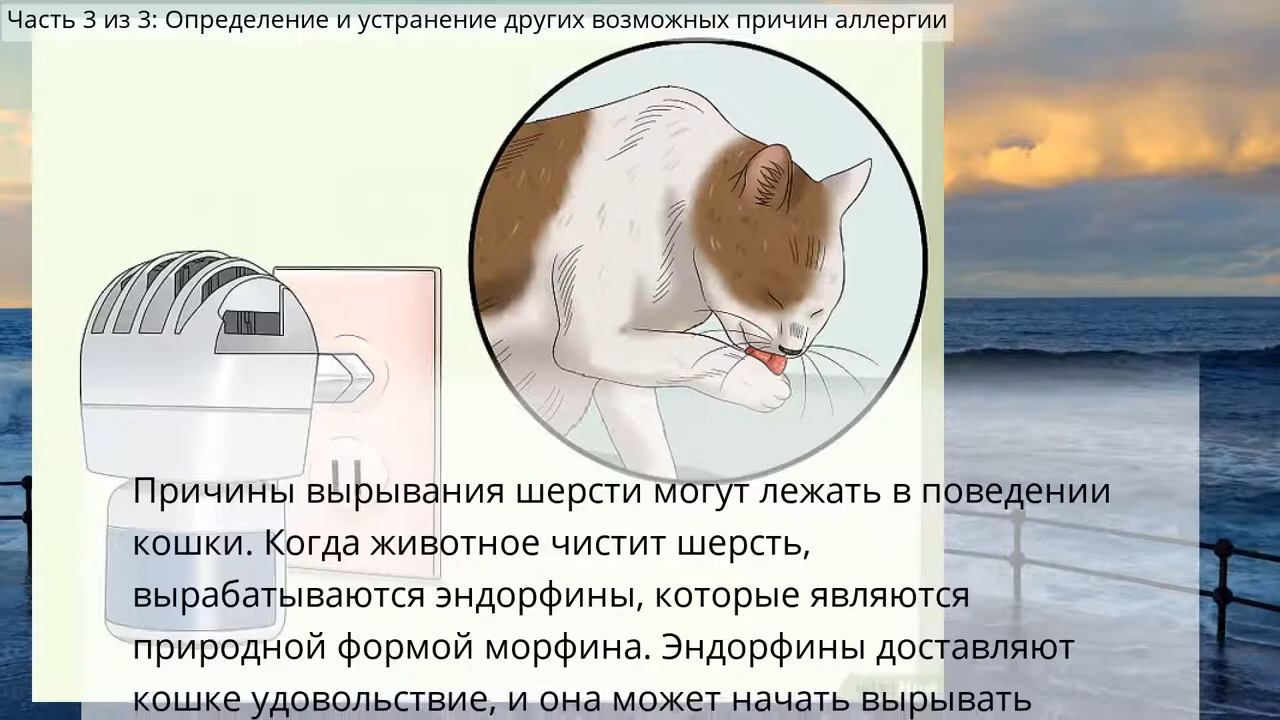 Часть 3 из 3: Определение и устранение других возможных причин аллергии
Причины вырывания шерсти могут лежать в поведении
кошки. Когда животное чистит шерсть,
вырабатываются эндорфины, которые являются
природной формой морфина. Эндорфины доставляют
кошке удовольствие, и она может начать вырывать